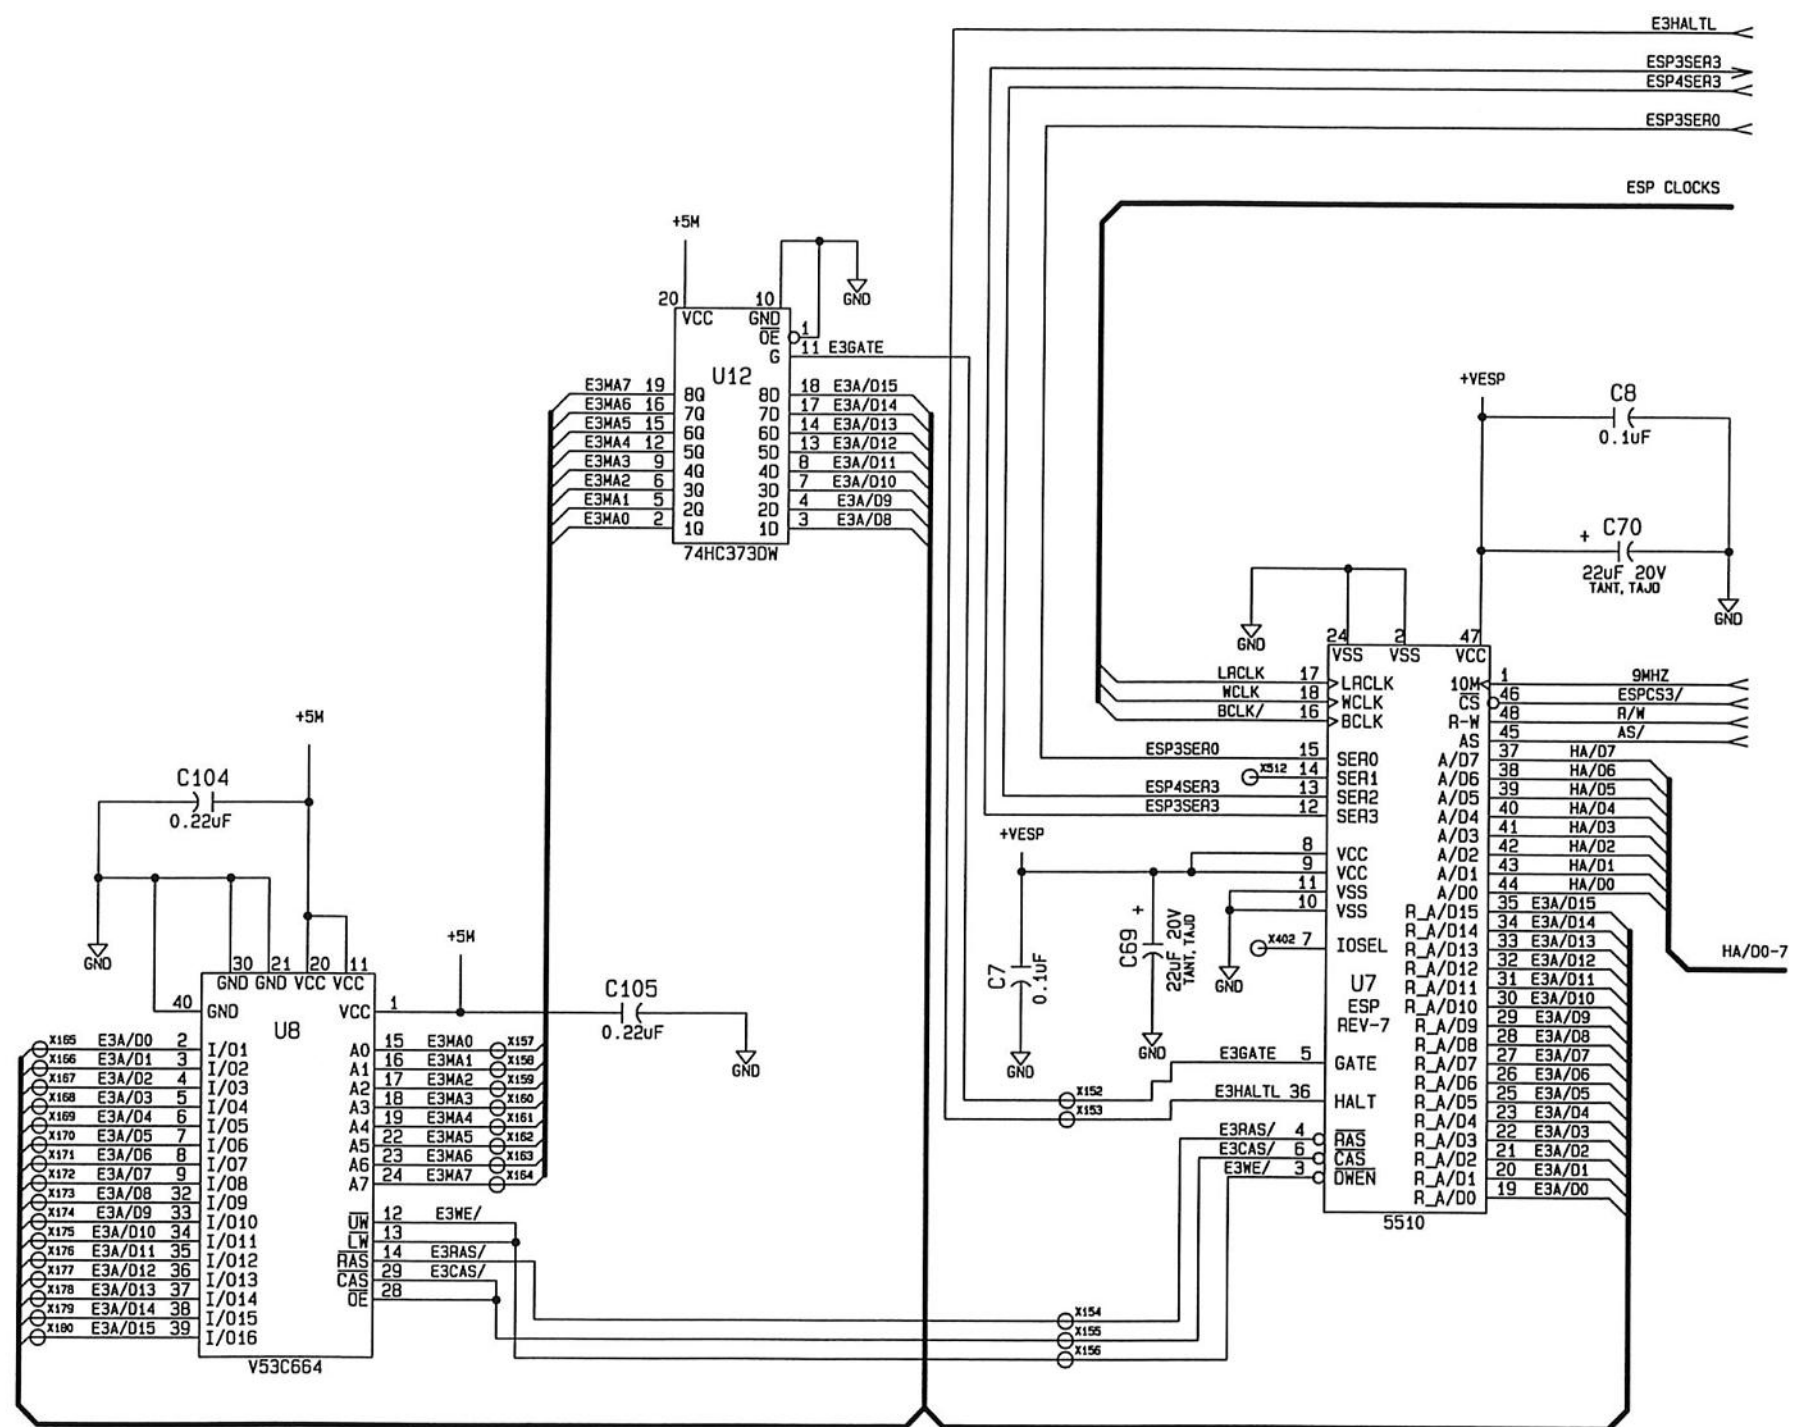 E3HALTL
ESP3SER3
ESP4SER3
ESP3SER0
ESP CLOCKS
+5M
GND
20 10
VCC GND
OE 1
G 11 E3GATE
U12
E3MA7 19 8Q 8D 18 E3A/D15
E3MA6 16 7Q 7D 17 E3A/D14
E3MA5 15 6Q 6D 14 E3A/D13
E3MA4 12 5Q 5D 13 E3A/D12
E3MA3 9 4Q 4D 8 E3A/D11
E3MA2 6 3Q 3D 7 E3A/D10
E3MA1 5 2Q 2D 4 E3A/D9
E3MA0 2 1Q 1D 3 E3A/D8
74HC373DW
+VESP
C8
0.1uF
+ C70
22uF 20V
TANT, TAJD
GND
GND
24 2 47
VSS VSS VCC
LRCLK 17 LRCLK 10M 1 9MHZ
WCLK 18 WCLK CS 46 ESPCS3/
BCLK/ 16 BCLK R-W 48 R/W
AS 45 AS/
ESP3SER0 15 SER0 A/D7 37 HA/D7
X512 14 SER1 A/D6 38 HA/D6
ESP4SER3 13 SER2 A/D5 39 HA/D5
ESP3SER3 12 SER3 A/D4 40 HA/D4
A/D3 41 HA/D3
+VESP 8 VCC A/D2 42 HA/D2
9 VCC A/D1 43 HA/D1
11 VSS A/D0 44 HA/D0
10 VSS R_A/D15 35 E3A/D15
R_A/D14 34 E3A/D14
X402 7 IOSEL R_A/D13 33 E3A/D13
R_A/D12 32 E3A/D12
U7 R_A/D11 31 E3A/D11
ESP R_A/D10 30 E3A/D10
REV-7 R_A/D9 29 E3A/D9
R_A/D8 28 E3A/D8
E3GATE 5 GATE R_A/D7 27 E3A/D7
R_A/D6 26 E3A/D6
E3HALTL 36 HALT R_A/D5 25 E3A/D5
R_A/D4 23 E3A/D4
E3RAS/ 4 RAS R_A/D3 22 E3A/D3
E3CAS/ 6 CAS R_A/D2 21 E3A/D2
E3WE/ 3 DWEN R_A/D1 20 E3A/D1
R_A/D0 19 E3A/D0
5510
HA/D0-7
C7
0.1uF
GND
+
C69
22uF 20V
TANT, TAJD
GND
GND
X152
X153
X154
X155
X156
+5M
C104
0.22uF
GND
30 21 20 11
GND GND VCC VCC
40 GND
VCC 1
+5M
C105
0.22uF
GND
U8
X165 E3A/D0 2 I/O1 A0 15 E3MA0 X157
X166 E3A/D1 3 I/O2 A1 16 E3MA1 X158
X167 E3A/D2 4 I/O3 A2 17 E3MA2 X159
X168 E3A/D3 5 I/O4 A3 18 E3MA3 X160
X169 E3A/D4 6 I/O5 A4 19 E3MA4 X161
X170 E3A/D5 7 I/O6 A5 22 E3MA5 X162
X171 E3A/D6 8 I/O7 A6 23 E3MA6 X163
X172 E3A/D7 9 I/O8 A7 24 E3MA7 X164
X173 E3A/D8 32 I/O9
X174 E3A/D9 33 I/O10 UW 12 E3WE/
X175 E3A/D10 34 I/O11 LW 13
X176 E3A/D11 35 I/O12 RAS 14 E3RAS/
X177 E3A/D12 36 I/O13 CAS 29 E3CAS/
X178 E3A/D13 37 I/O14 OE 28
X179 E3A/D14 38 I/O15
X180 E3A/D15 39 I/O16
V53C664